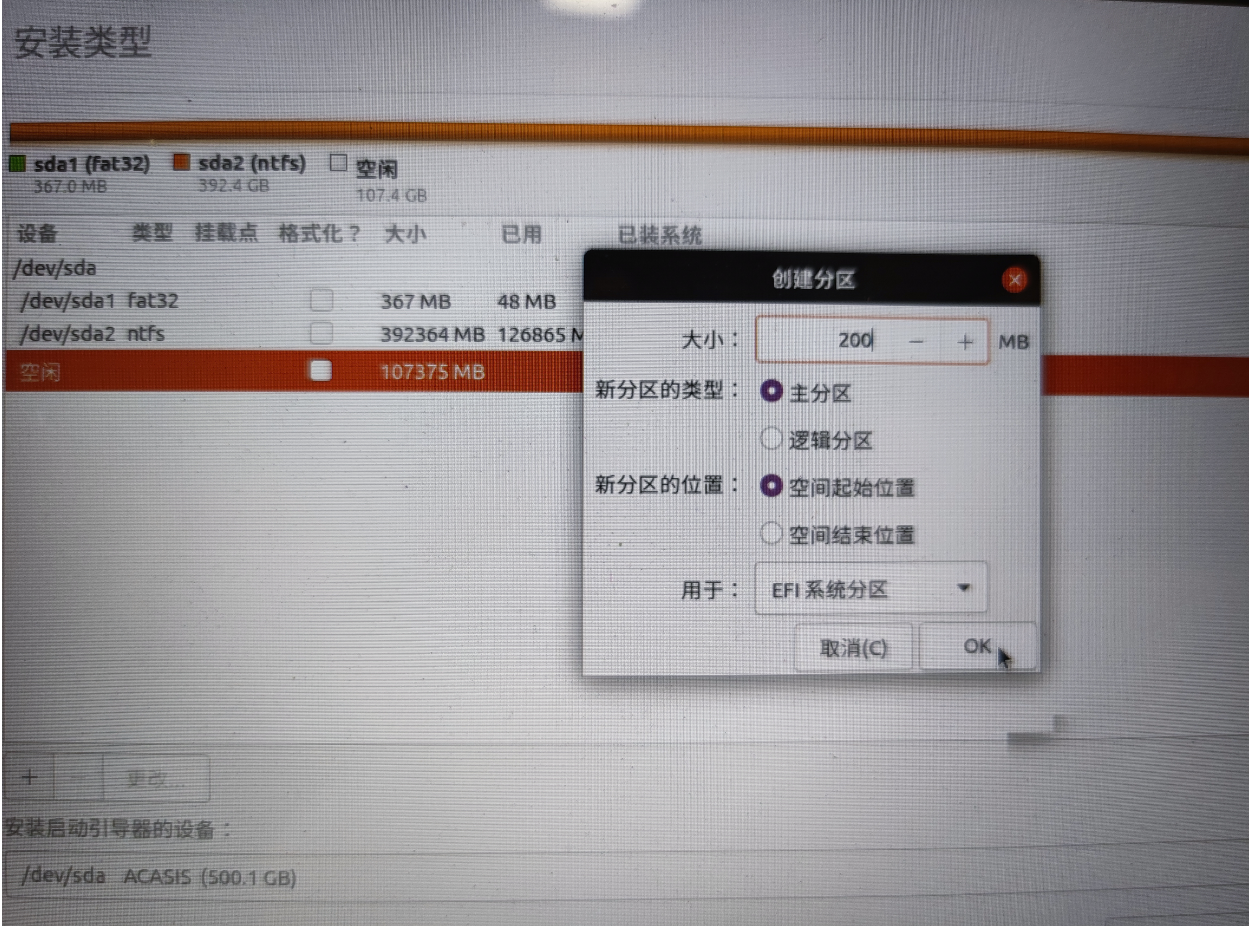 安装类型
sda1 (fat32) sda2 (ntfs) 空闲
367.0 MB 392.4 GB 107.4 GB
设备 类型 挂载点 格式化？ 大小 已用 已装系统
/dev/sda
/dev/sda1 fat32 367 MB 48 MB
/dev/sda2 ntfs 392364 MB 126865 M
空闲 107375 MB
创建分区
大小： 200 − + MB
新分区的类型： 主分区
逻辑分区
新分区的位置： 空间起始位置
空间结束位置
用于： EFI 系统分区
取消(C) OK
+ − 更改...
安装启动引导器的设备：
/dev/sda ACASIS (500.1 GB)